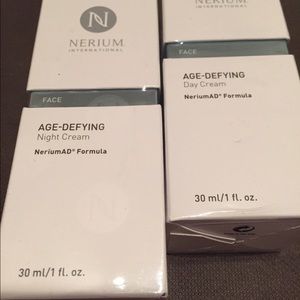 N
NERIUM
INTERNATIONAL
FACE
AGE-DEFYING
Night Cream
NeriumAD® Formula
30 ml/1 fl. oz.
NERIUM
INTERNATIONAL
FACE
AGE-DEFYING
Day Cream
NeriumAD® Formula
30 ml/1 fl. oz.